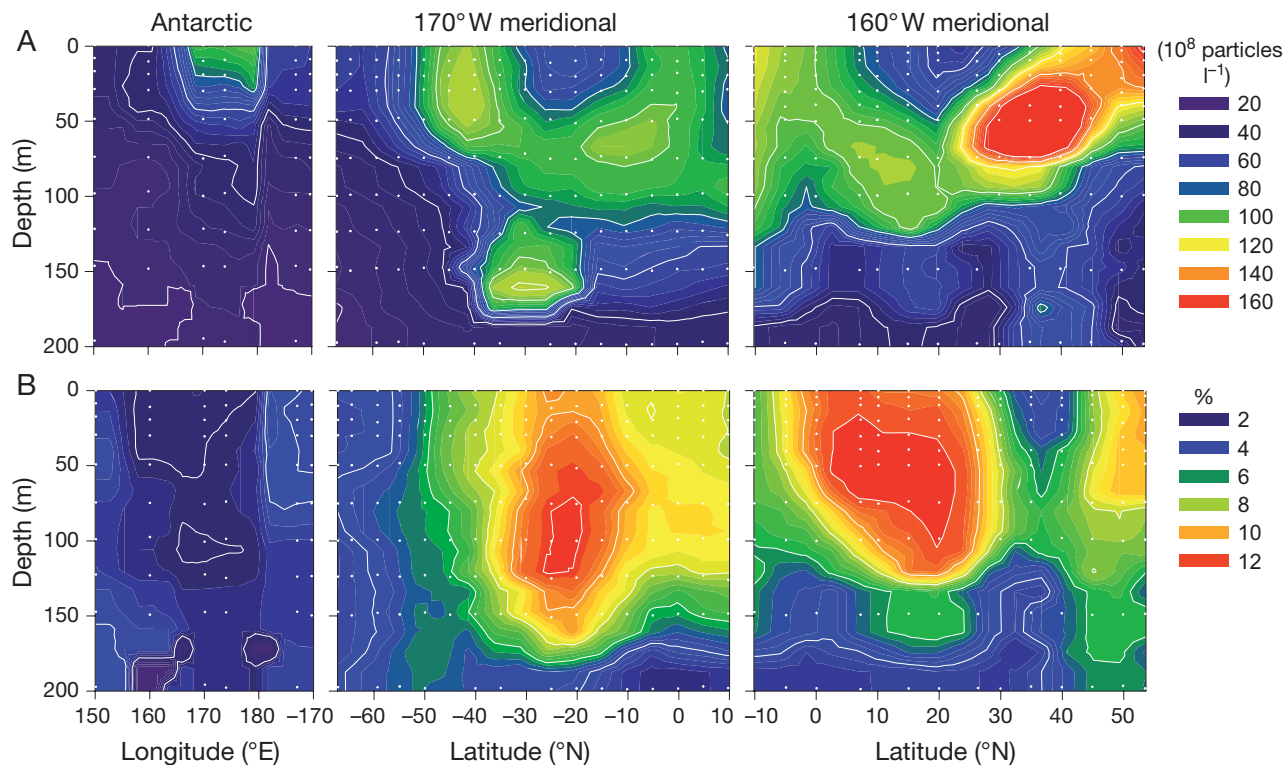 Antarctic 170° W meridional 160° W meridional
A
0
50
100
150
200
Depth (m)
(10⁸ particles
l⁻¹)
20
40
60
80
100
120
140
160
B
0
50
100
150
200
Depth (m)
%
2
4
6
8
10
12
150 160 170 180 –170 –60 –50 –40 –30 –20 –10 0 10 –10 0 10 20 30 40 50
Longitude (°E) Latitude (°N) Latitude (°N)